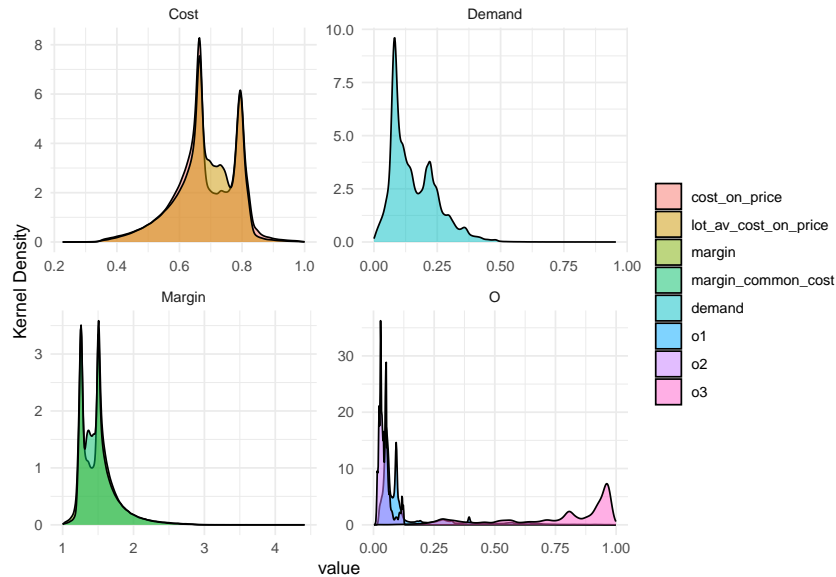 Cost
Demand
8
6
4
2
0
0.2 0.4 0.6 0.8 1.0
10.0
7.5
5.0
2.5
0.0
0.00 0.25 0.50 0.75 1.00
Kernel Density
Margin
O
3
2
1
0
1 2 3 4
30
20
10
0
0.00 0.25 0.50 0.75 1.00
value
cost_on_price
lot_av_cost_on_price
margin
margin_common_cost
demand
o1
o2
o3